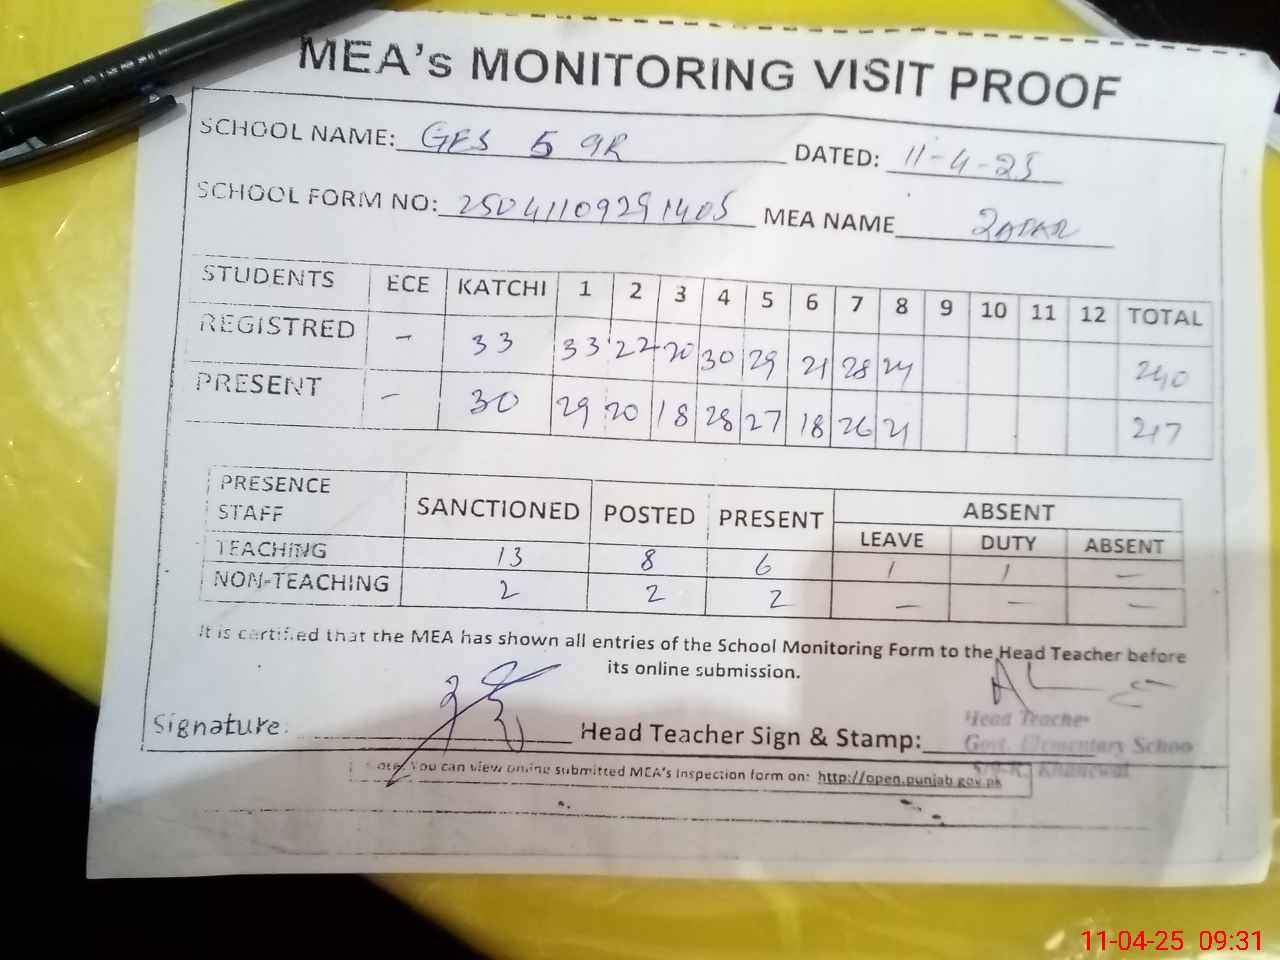 MEA's MONITORING VISIT PROOF
SCHOOL NAME: GES 5 9R DATED: 11-4-25
SCHOOL FORM NO: 25041109291405 MEA NAME ZAFAR
STUDENTS ECE KATCHI 1 2 3 4 5 6 7 8 9 10 11 12 TOTAL
REGISTRED - 33 33 22 20 30 29 21 28 24 240
PRESENT - 30 29 20 18 28 27 18 26 21 217
PRESENCE STAFF SANCTIONED POSTED PRESENT ABSENT
LEAVE DUTY ABSENT
TEACHING 13 8 6 1 1 -
NON-TEACHING 2 2 2 - - -
It is certified that the MEA has shown all entries of the School Monitoring Form to the Head Teacher before
its online submission.
Signature: Head Teacher Sign & Stamp:
Head Teacher
Govt. Elementary School
5/9-R, Khanewal
Note: You can view online submitted MEA's Inspection form on: http://open.punjab.gov.pk
11-04-25 09:31